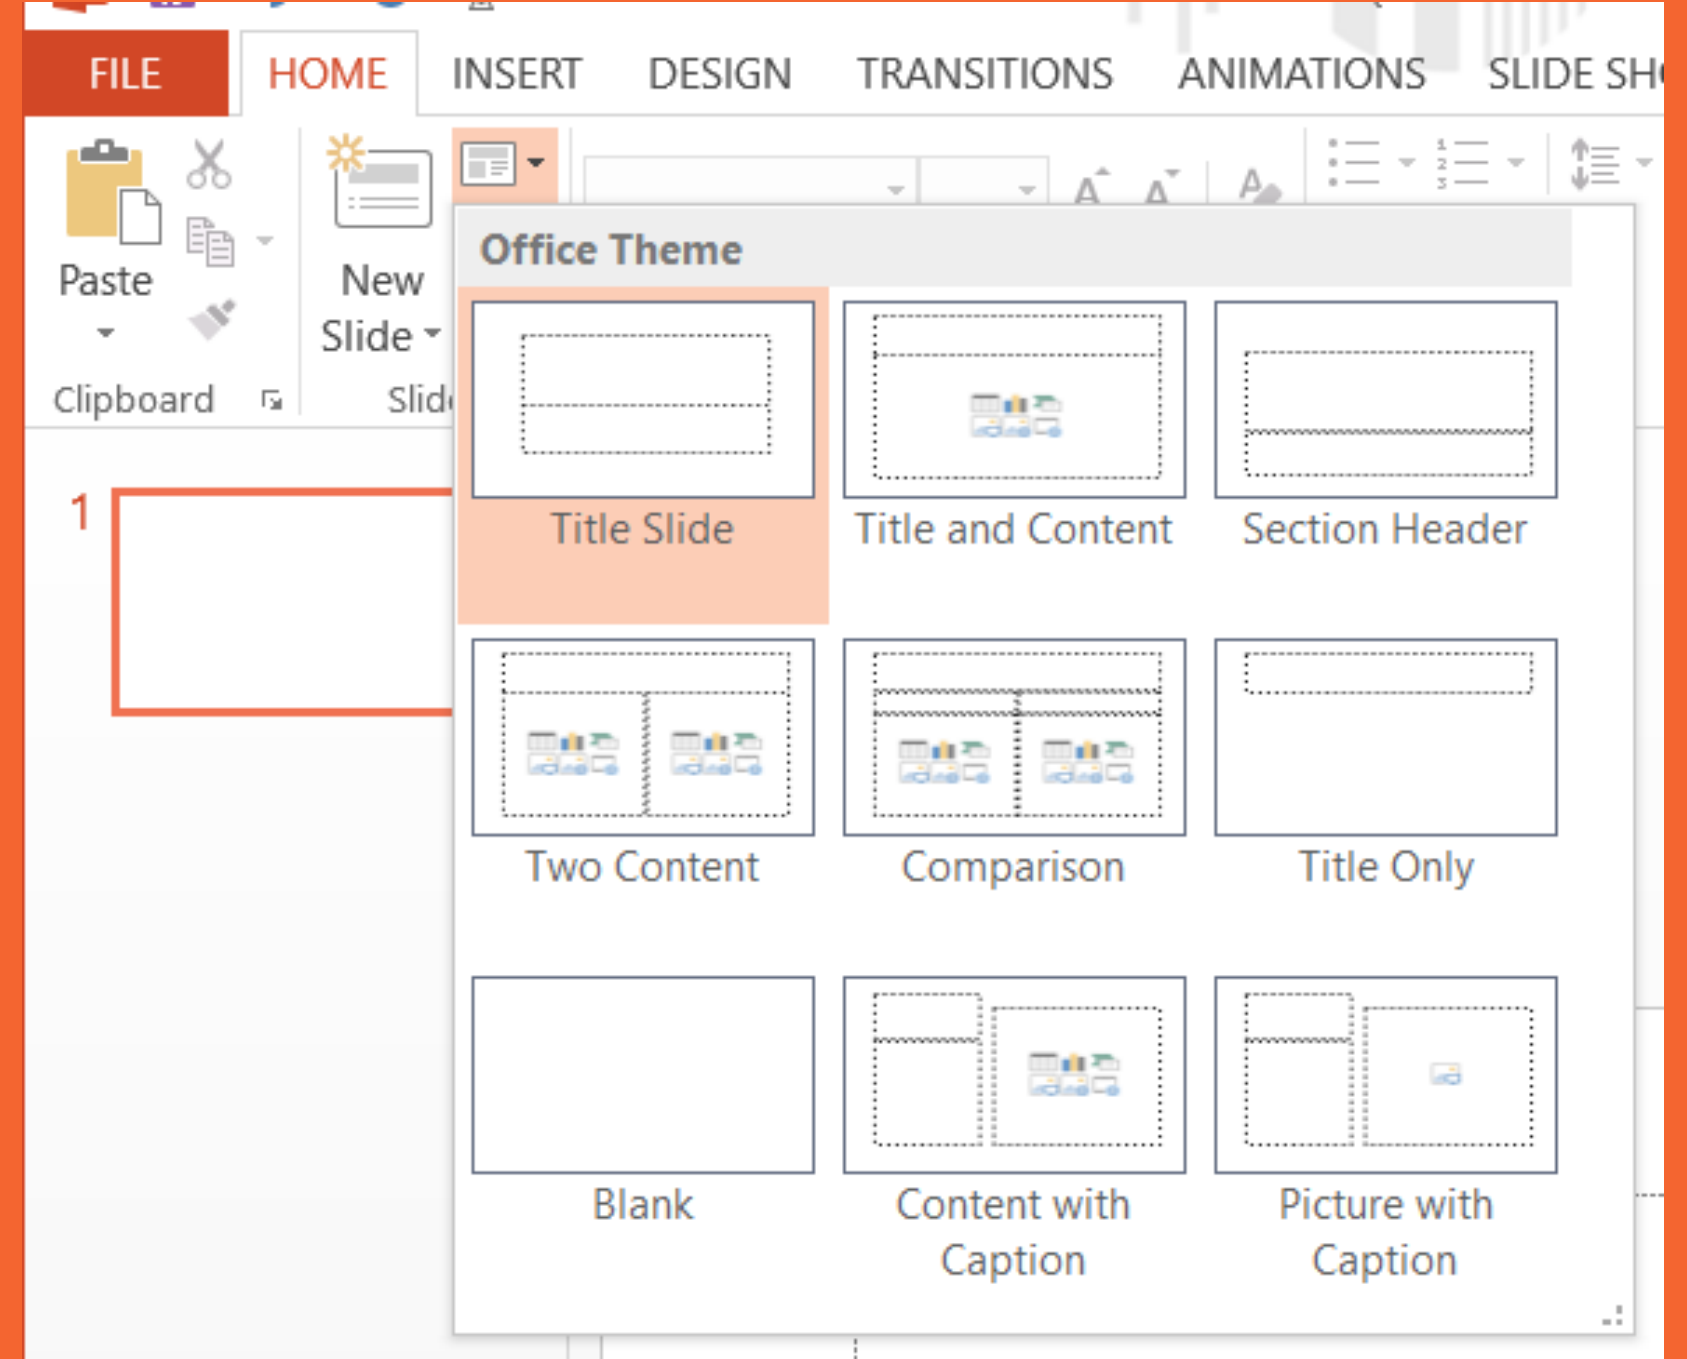 FILE HOME INSERT DESIGN TRANSITIONS ANIMATIONS SLIDE
Paste
New
Slide
Clipboard
Office Theme
1
Title Slide Title and Content Section Header
Two Content Comparison Title Only
Blank Content with Caption Picture with Caption